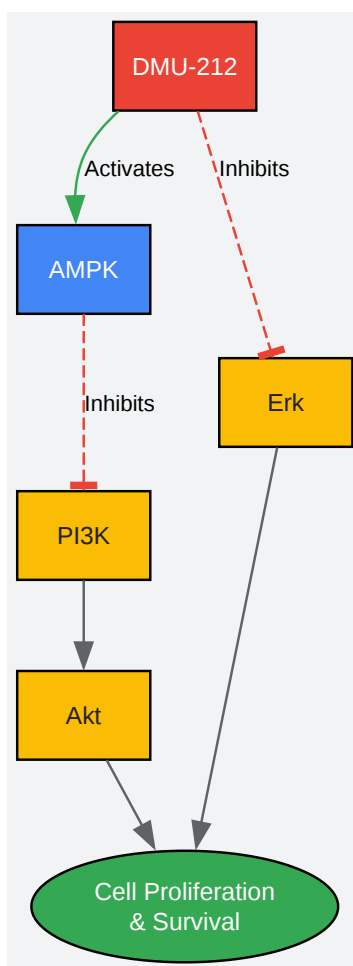 DMU-212
Activates
Inhibits
AMPK
Inhibits
Erk
PI3K
Akt
Cell Proliferation
& Survival